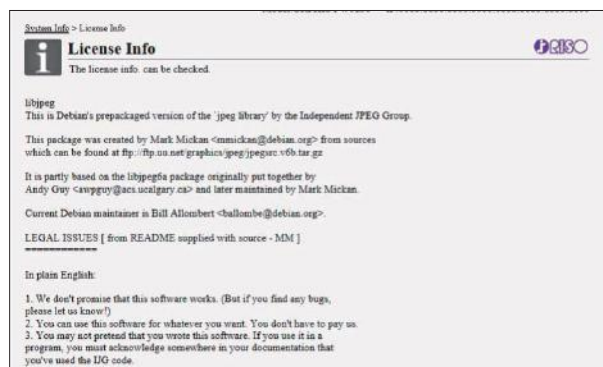 System Info > License Info
License Info
RISO
The license info. can be checked.
libjpeg
This is Debian's prepackaged version of the `jpeg library' by the Independent JPEG Group.
This package was created by Mark Mickan <mmickan@debian.org> from sources
which can be found at ftp://ftp.uu.net/graphics/jpeg/jpegsrc.v6b.tar.gz
It is partly based on the libjpeg6a package originally put together by
Andy Guy <awpguy@acs.ucalgary.ca> and later maintained by Mark Mickan.
Current Debian maintainer is Bill Allombert <ballombe@debian.org>.
LEGAL ISSUES [ from README supplied with source - MM ]
============
In plain English:
1. We don't promise that this software works. (But if you find any bugs,
please let us know!)
2. You can use this software for whatever you want. You don't have to pay us.
3. You may not pretend that you wrote this software. If you use it in a
program, you must acknowledge somewhere in your documentation that
you've used the IJG code.